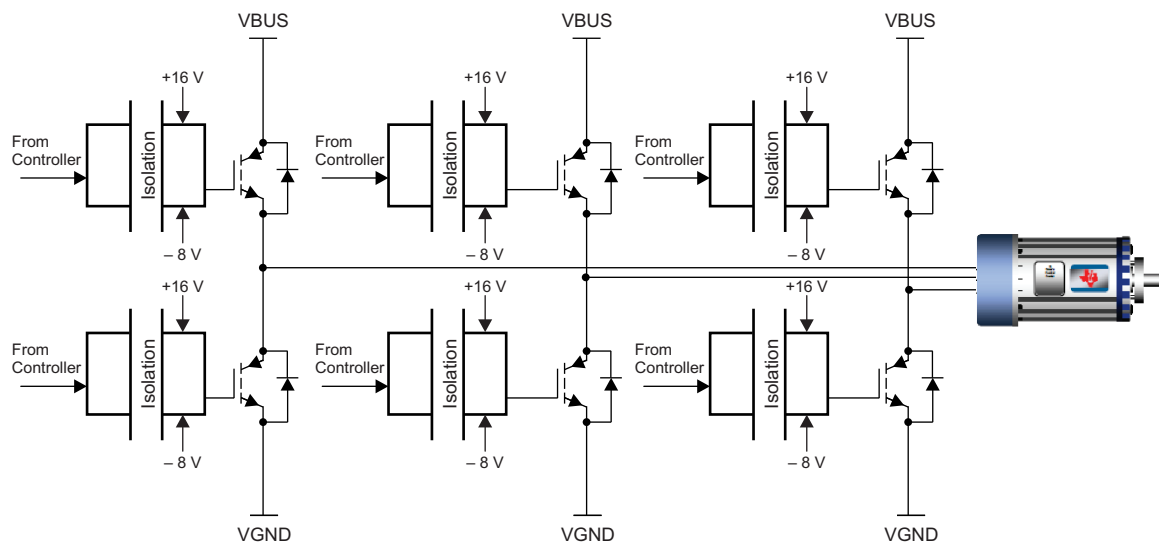 VBUS
VBUS
VBUS
+16 V
+16 V
+16 V
From
Controller
Isolation
From
Controller
Isolation
From
Controller
Isolation
– 8 V
– 8 V
– 8 V
+16 V
+16 V
+16 V
From
Controller
Isolation
From
Controller
Isolation
From
Controller
Isolation
– 8 V
– 8 V
– 8 V
VGND
VGND
VGND